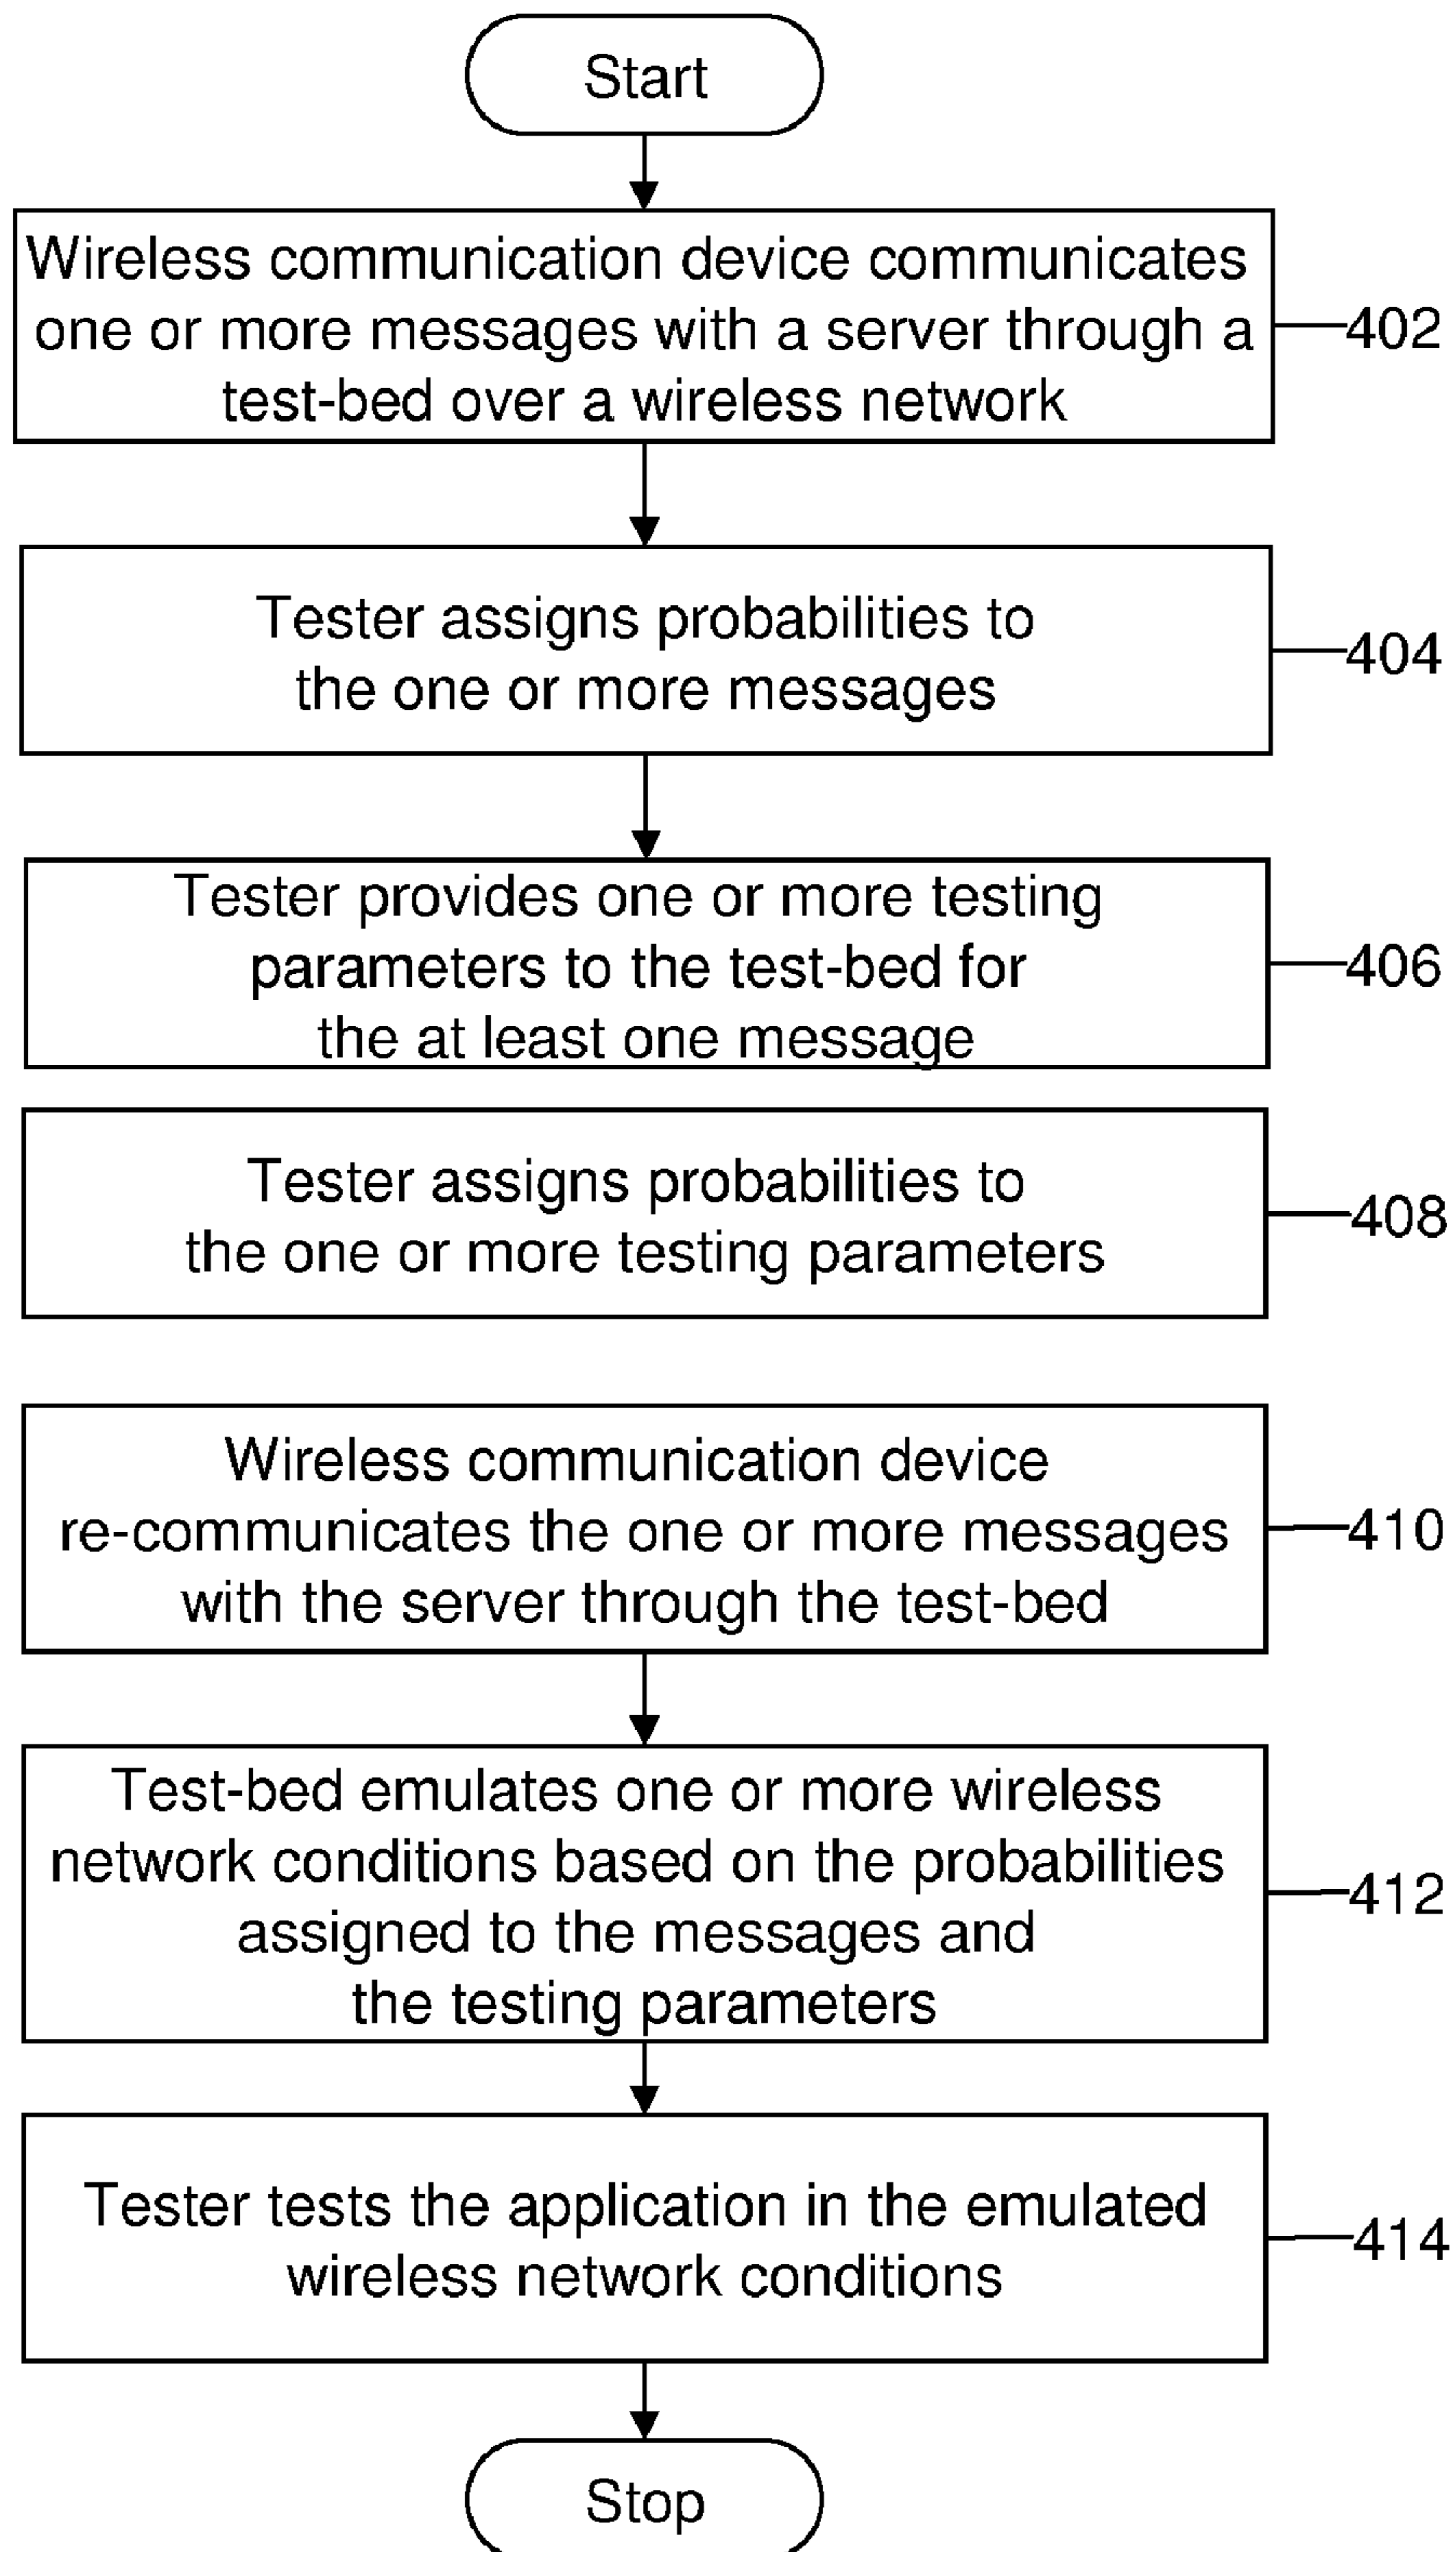 Start
Wireless communication device communicates
one or more messages with a server through a
test-bed over a wireless network
402
Tester assigns probabilities to
the one or more messages
404
Tester provides one or more testing
parameters to the test-bed for
the at least one message
406
Tester assigns probabilities to
the one or more testing parameters
408
Wireless communication device
re-communicates the one or more messages
with the server through the test-bed
410
Test-bed emulates one or more wireless
network conditions based on the probabilities
assigned to the messages and
the testing parameters
412
Tester tests the application in the emulated
wireless network conditions
414
Stop